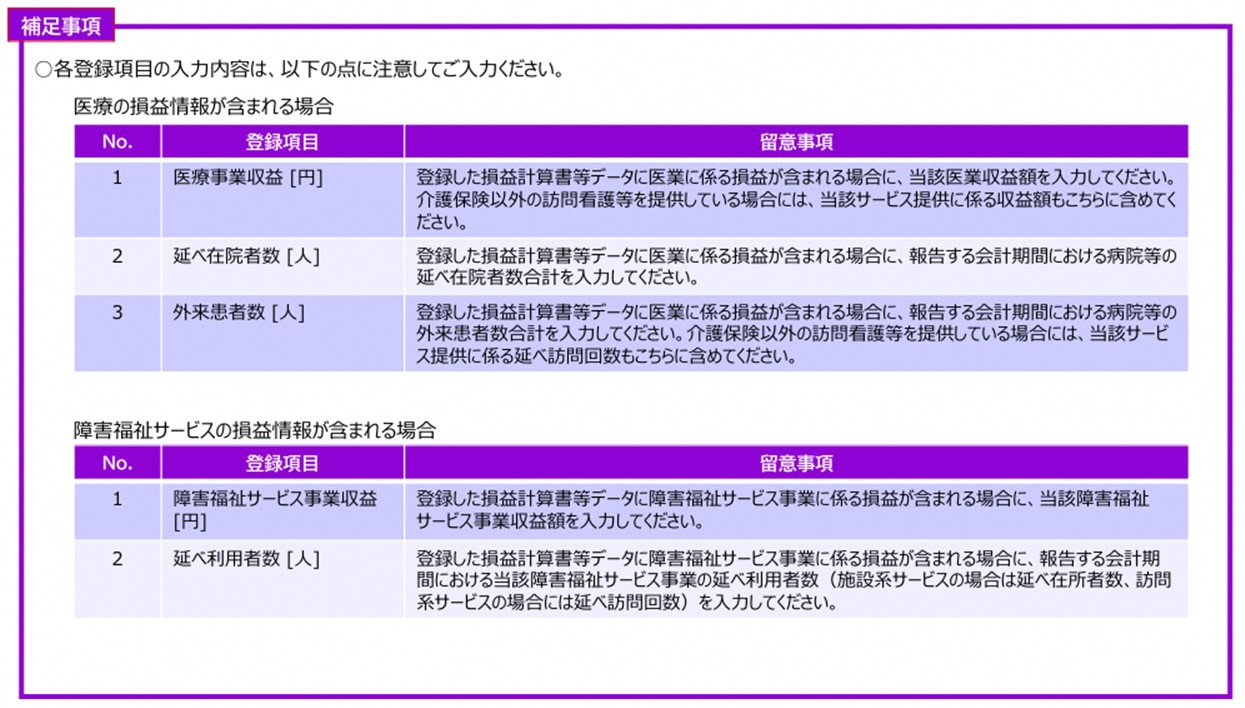 補足事項
○各登録項目の入力内容は、以下の点に注意してご入力ください。
医療の損益情報が含まれる場合
No. 登録項目 留意事項
1 医療事業収益 [円] 登録した損益計算書等データに医業に係る損益が含まれる場合に、当該医業収益額を入力してください。
介護保険以外の訪問看護等を提供している場合には、当該サービス提供に係る収益額もこちらに含めてく
ださい。
2 延べ在院者数 [人] 登録した損益計算書等データに医業に係る損益が含まれる場合に、報告する会計期間における病院等の
延べ在院者数合計を入力してください。
3 外来患者数 [人] 登録した損益計算書等データに医業に係る損益が含まれる場合に、報告する会計期間における病院等の
外来患者数合計を入力してください。介護保険以外の訪問看護等を提供している場合には、当該サービ
ス提供に係る延べ訪問回数もこちらに含めてください。
障害福祉サービスの損益情報が含まれる場合
No. 登録項目 留意事項
1 障害福祉サービス事業収益 登録した損益計算書等データに障害福祉サービス事業に係る損益が含まれる場合に、当該障害福祉
[円] サービス事業収益額を入力してください。
2 延べ利用者数 [人] 登録した損益計算書等データに障害福祉サービス事業に係る損益が含まれる場合に、報告する会計期
間における当該障害福祉サービス事業の延べ利用者数（施設系サービスの場合は延べ在所者数、訪問
系サービスの場合には延べ訪問回数）を入力してください。